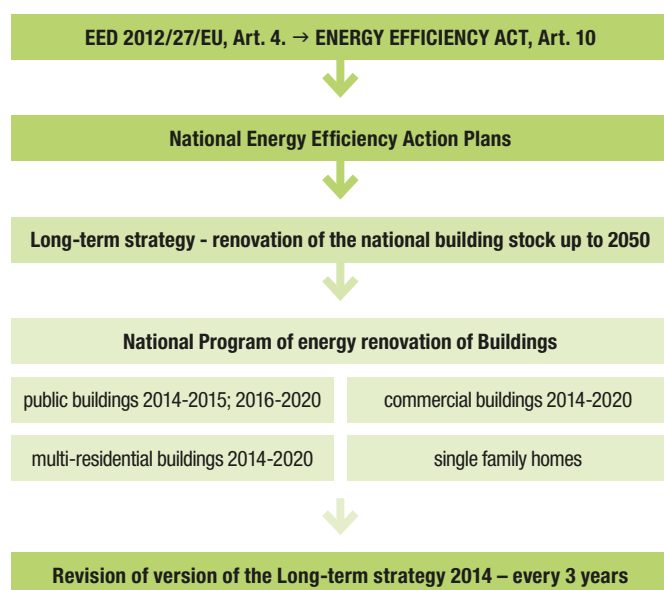 EED 2012/27/EU, Art. 4. → ENERGY EFFICIENCY ACT, Art. 10
National Energy Efficiency Action Plans
Long-term strategy - renovation of the national building stock up to 2050
National Program of energy renovation of Buildings
public buildings 2014-2015; 2016-2020
commercial buildings 2014-2020
multi-residential buildings 2014-2020
single family homes
Revision of version of the Long-term strategy 2014 – every 3 years